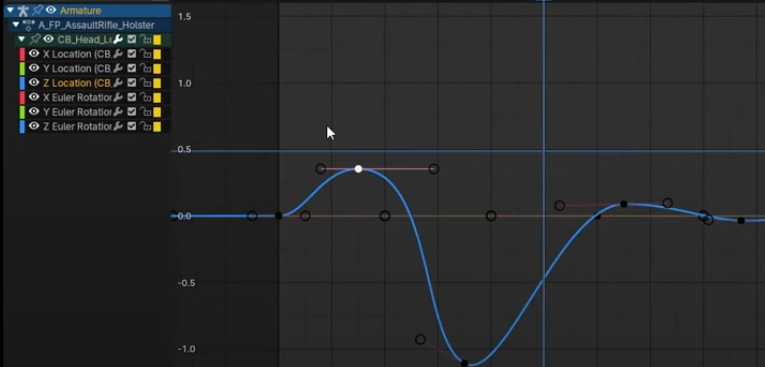 Armature
A_FP_AssaultRifle_Holster
CB_Head_L
X Location (CB
Y Location (CB
Z Location (CB
X Euler Rotation
Y Euler Rotation
Z Euler Rotation
1.5
1.0
0.5
0.0
-0.5
-1.0